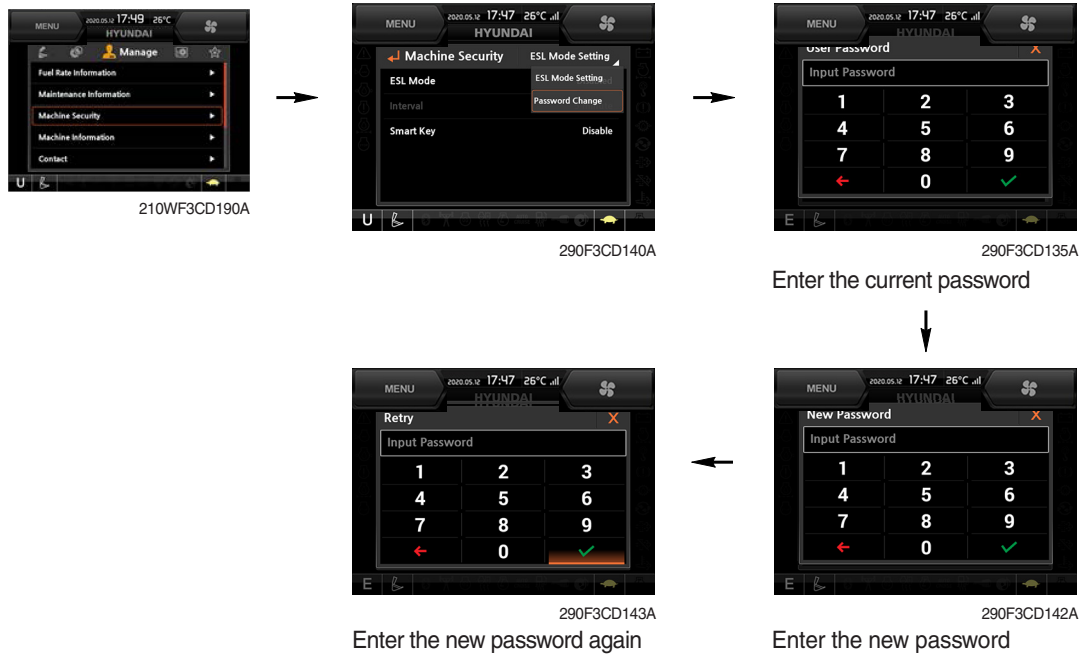 MENU
2020.05.12 17:49 26°C
HYUNDAI
Manage
Fuel Rate Information
Maintenance Information
Machine Security
Machine Information
Contact
U
210WF3CD190A
MENU
2020.05.12 17:47 26°C
HYUNDAI
Machine Security
ESL Mode Setting
ESL Mode
ESL Mode Setting
Password Change
Interval
Smart Key
Disable
U
290F3CD140A
MENU
2020.05.12 17:47 26°C
HYUNDAI
User Password
X
Input Password
1 2 3
4 5 6
7 8 9
0
E
290F3CD135A
Enter the current password
MENU
2020.05.12 17:47 26°C
HYUNDAI
New Password
X
Input Password
1 2 3
4 5 6
7 8 9
0
E
290F3CD142A
Enter the new password
MENU
2020.05.12 17:47 26°C
HYUNDAI
Retry
X
Input Password
1 2 3
4 5 6
7 8 9
0
E
290F3CD143A
Enter the new password again